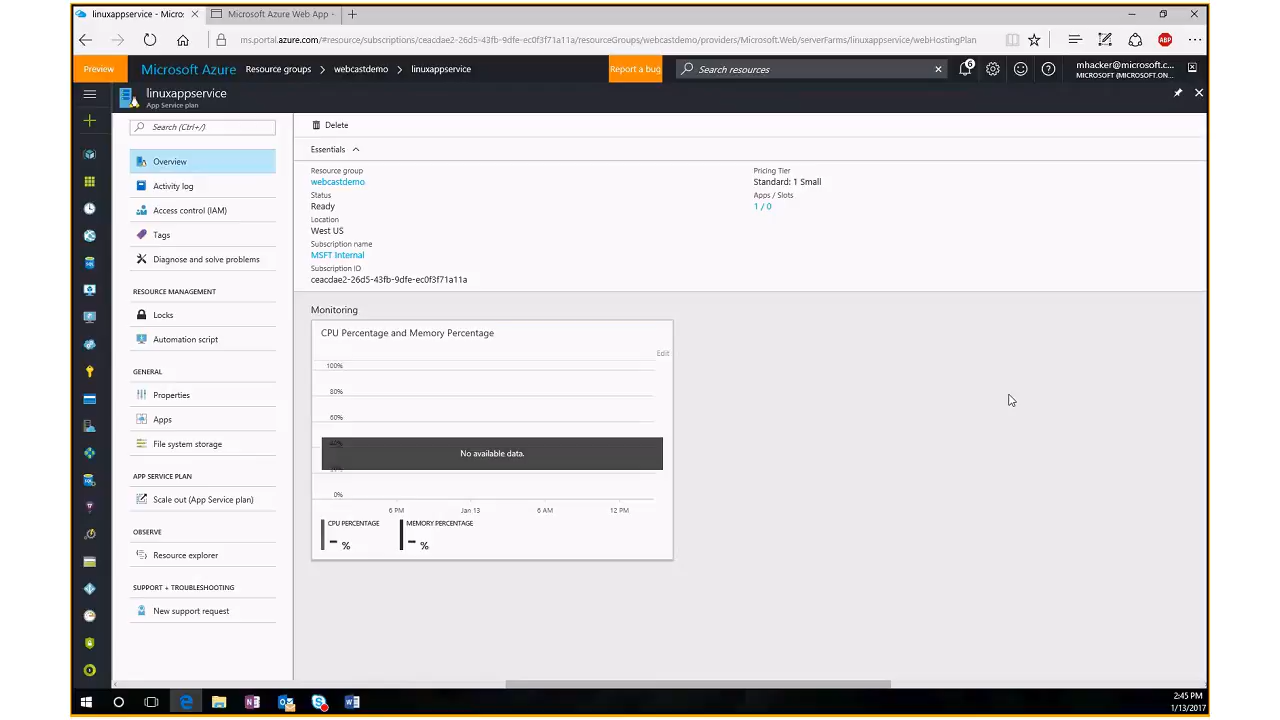 linuxappservice - Micro:
Microsoft Azure Web App -
ms.portal.azure.com/#resource/subscriptions/ceacdae2-26d5-43fb-9dfe-ec0f3f71a11a/resourceGroups/webcastdemo/providers/Microsoft.Web/serverFarms/linuxappservice/webHostingPlan
ABP
Preview
Microsoft Azure
Resource groups > webcastdemo > linuxappservice
Report a bug
Search resources
6
mhacker@microsoft.c...
MICROSOFT (MICROSOFT.ON...
linuxappservice
App Service plan
Search (Ctrl+/)
Overview
Activity log
Access control (IAM)
Tags
Diagnose and solve problems
RESOURCE MANAGEMENT
Locks
Automation script
GENERAL
Properties
Apps
File system storage
APP SERVICE PLAN
Scale out (App Service plan)
OBSERVE
Resource explorer
SUPPORT + TROUBLESHOOTING
New support request
Delete
Essentials
Resource group
webcastdemo
Status
Ready
Location
West US
Subscription name
MSFT Internal
Subscription ID
ceacdae2-26d5-43fb-9dfe-ec0f3f71a11a
Pricing Tier
Standard: 1 Small
Apps / Slots
1 / 0
Monitoring
CPU Percentage and Memory Percentage
Edit
100%
80%
60%
40%
No available data.
20%
0%
6 PM
Jan 13
6 AM
12 PM
CPU PERCENTAGE
-- %
MEMORY PERCENTAGE
-- %
2:45 PM
1/13/2017